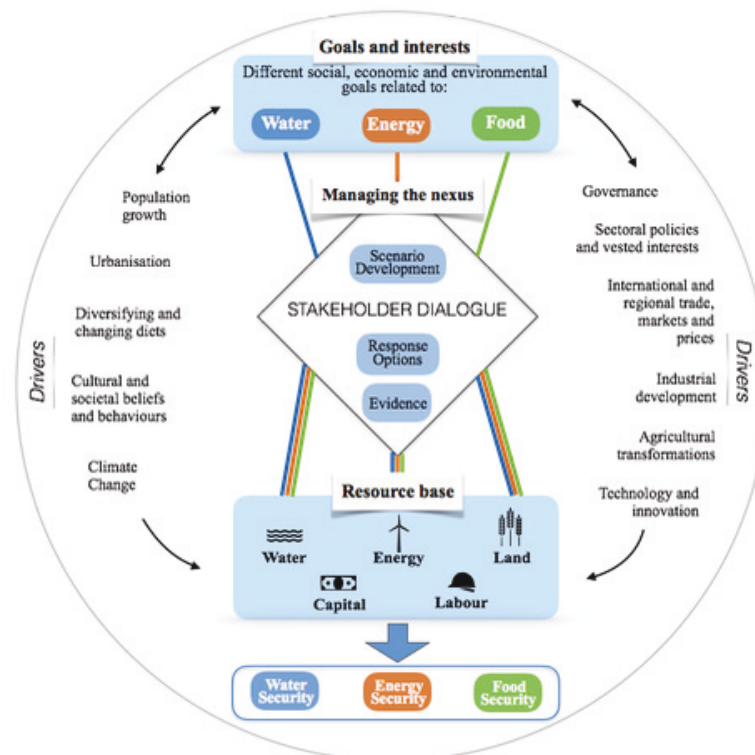 Goals and interests
Different social, economic and environmental
goals related to:
Water
Energy
Food
Managing the nexus
Scenario
Development
STAKEHOLDER DIALOGUE
Response
Options
Evidence
Drivers
Population
growth
Urbanisation
Diversifying and
changing diets
Cultural and
societal beliefs
and behaviours
Climate
Change
Governance
Sectoral policies
and vested interests
International and
regional trade,
markets and
prices
Industrial
development
Agricultural
transformations
Technology and
innovation
Drivers
Resource base
Water
Energy
Land
Capital
Labour
Water
Security
Energy
Security
Food
Security